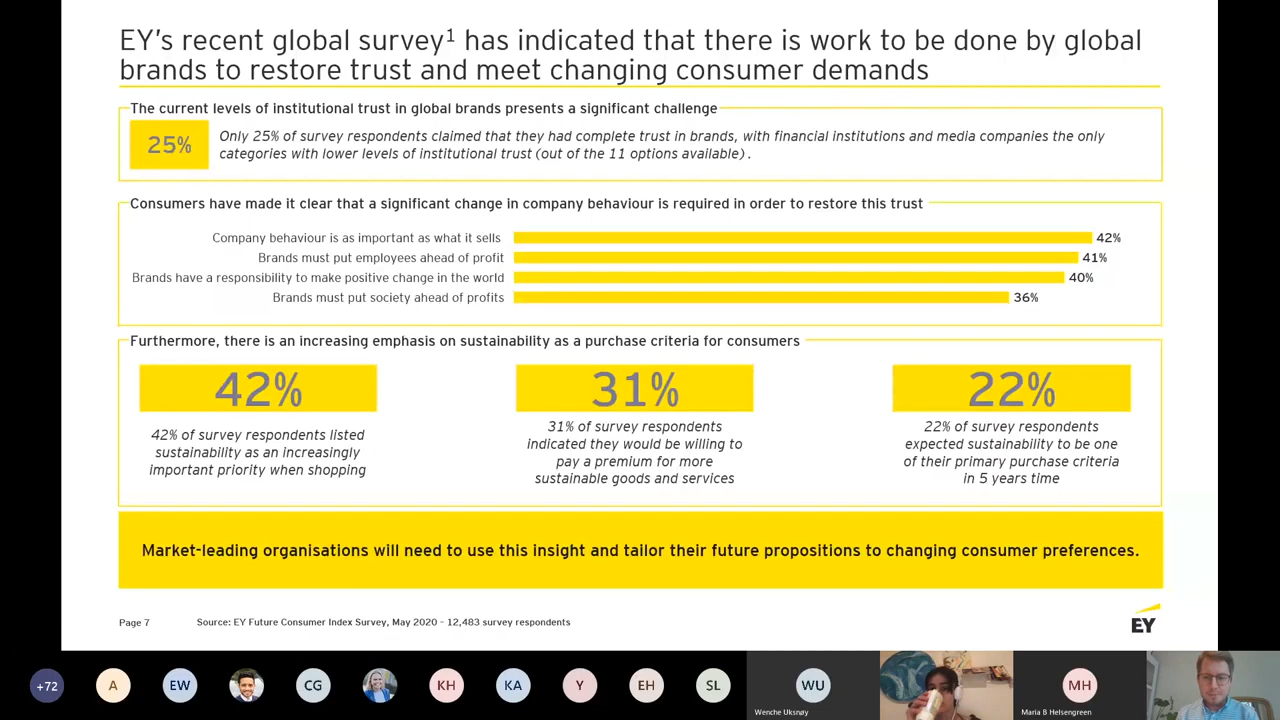 EY's recent global survey¹ has indicated that there is work to be done by global
brands to restore trust and meet changing consumer demands
The current levels of institutional trust in global brands presents a significant challenge
25%
Only 25% of survey respondents claimed that they had complete trust in brands, with financial institutions and media companies the only
categories with lower levels of institutional trust (out of the 11 options available) .
Consumers have made it clear that a significant change in company behaviour is required in order to restore this trust
Company behaviour is as important as what it sells 42%
Brands must put employees ahead of profit 41%
Brands have a responsibility to make positive change in the world 40%
Brands must put society ahead of profits 36%
Furthermore, there is an increasing emphasis on sustainability as a purchase criteria for consumers
42%
42% of survey respondents listed
sustainability as an increasingly
important priority when shopping
31%
31% of survey respondents
indicated they would be willing to
pay a premium for more
sustainable goods and services
22%
22% of survey respondents
expected sustainability to be one
of their primary purchase criteria
in 5 years time
Market-leading organisations will need to use this insight and tailor their future propositions to changing consumer preferences.
Page 7 Source: EY Future Consumer Index Survey, May 2020 – 12,483 survey respondents
EY
+72 A EW CG KH KA Y EH SL WU MH
Wenche Uksnøy Maria B Helsengreen